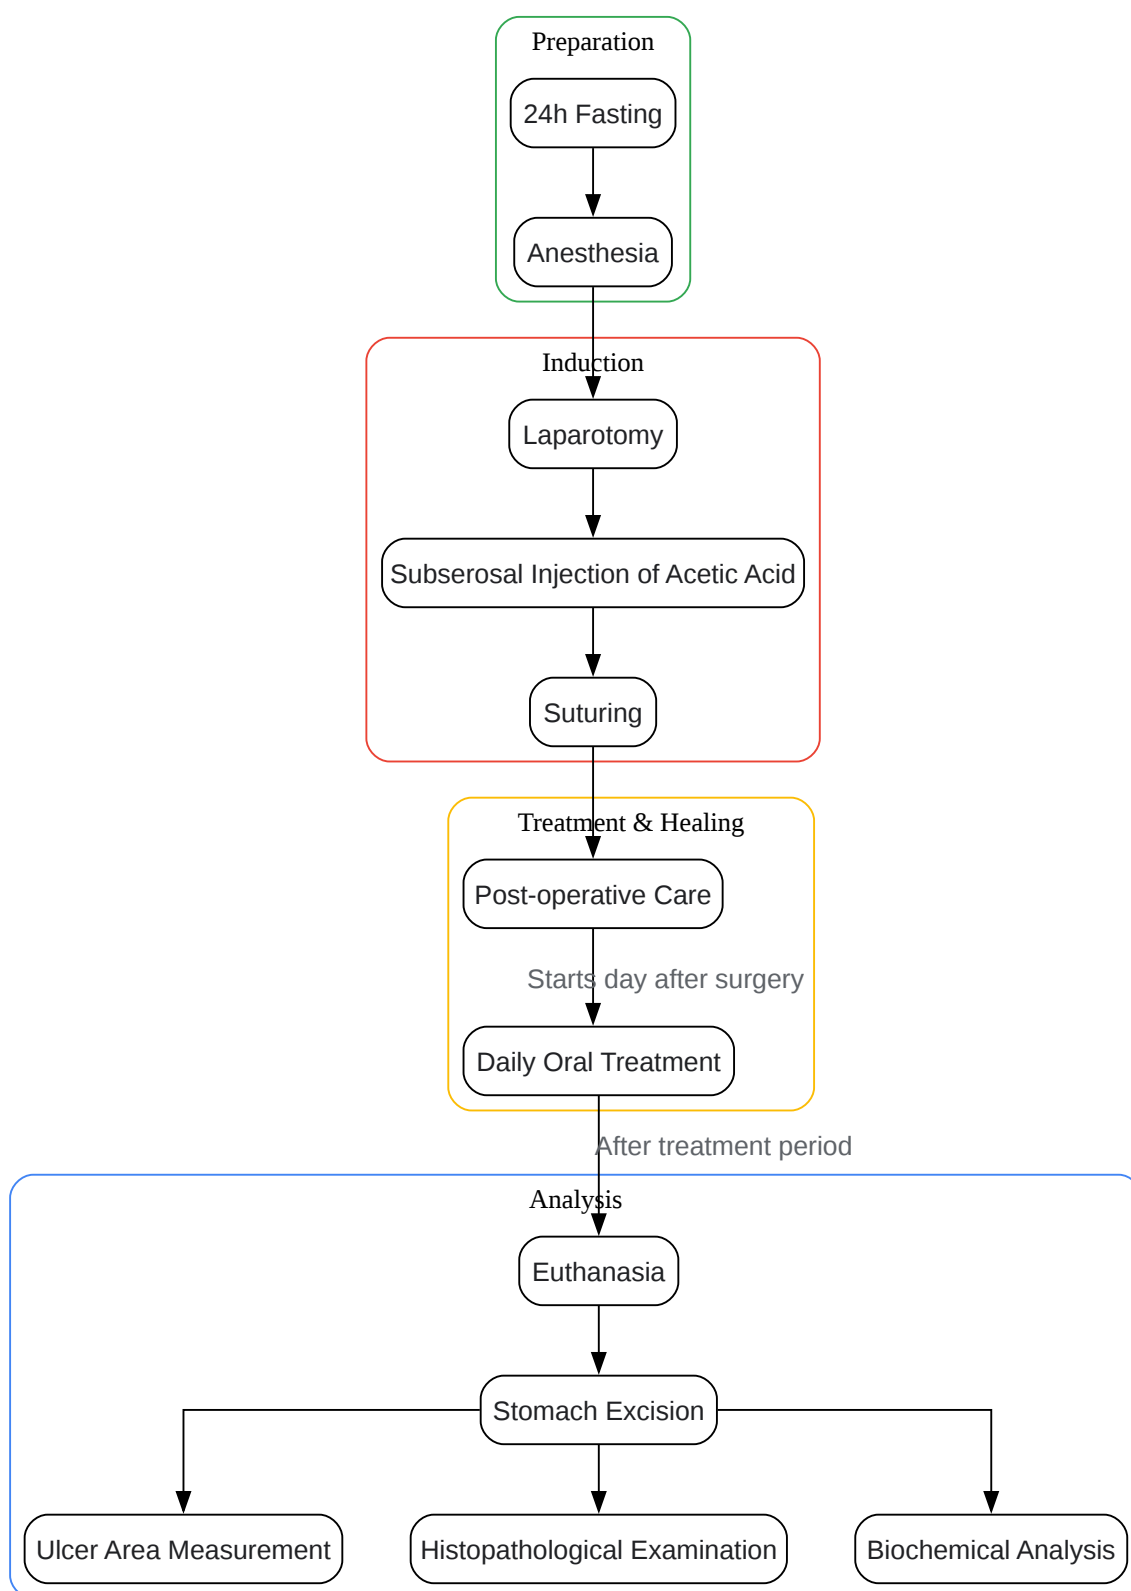 Preparation
24h Fasting
Anesthesia
Induction
Laparotomy
Subserosal Injection of Acetic Acid
Suturing
Treatment & Healing
Post-operative Care
Starts day after surgery
Daily Oral Treatment
After treatment period
Analysis
Euthanasia
Stomach Excision
Ulcer Area Measurement
Histopathological Examination
Biochemical Analysis